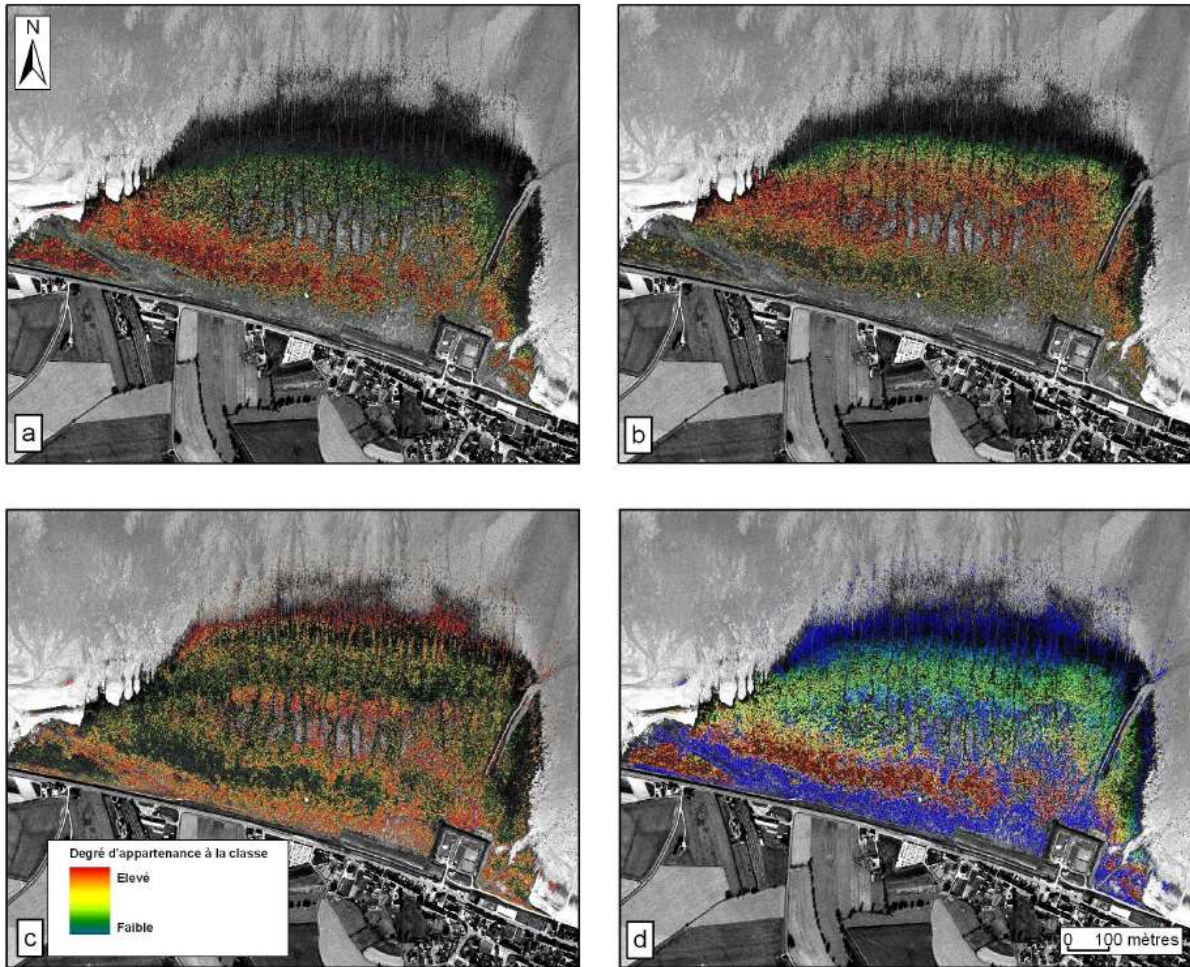 N
a
b
Degré d'appartenance à la classe
Elevé
Faible
c
d
0 100 mètres